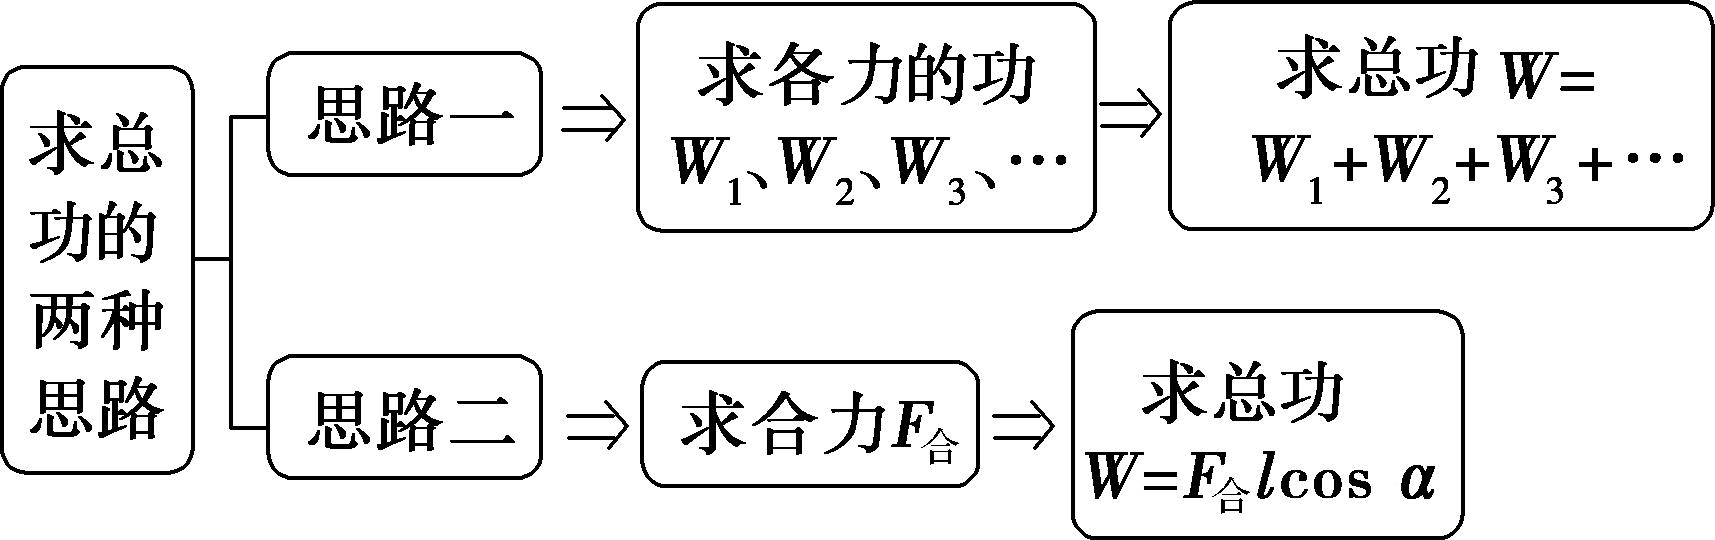 求总
功的
两种
思路
思路一
求各力的功
W₁、W₂、W₃、…
求总功 W=
W₁+W₂+W₃+…
思路二
求合力F合
求总功
W=F合lcos α